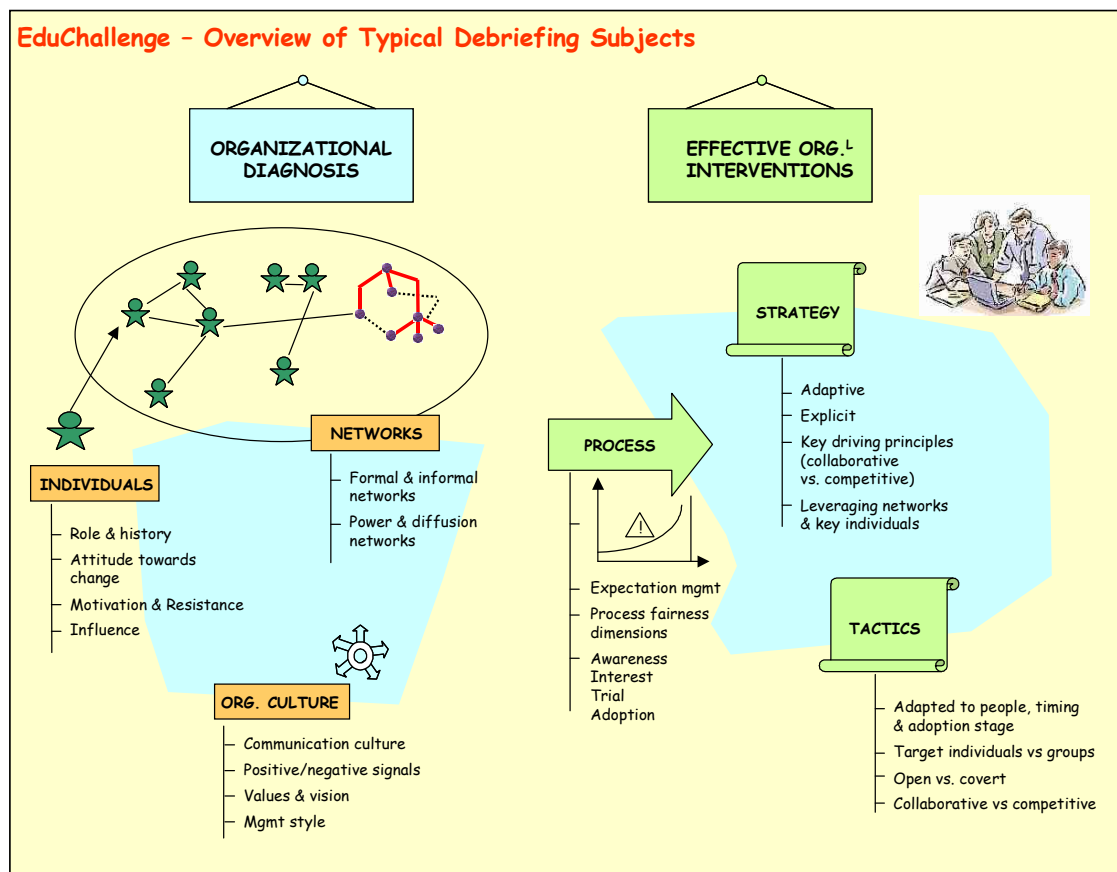 EduChallenge – Overview of Typical Debriefing Subjects
ORGANIZATIONAL
DIAGNOSIS
NETWORKS
Formal & informal
networks
Power & diffusion
networks
INDIVIDUALS
Role & history
Attitude towards
change
Motivation & Resistance
Influence
ORG. CULTURE
Communication culture
Positive/negative signals
Values & vision
Mgmt style
EFFECTIVE ORG.L
INTERVENTIONS
STRATEGY
Adaptive
Explicit
Key driving principles
(collaborative
vs. competitive)
Leveraging networks
& key individuals
PROCESS
!
Expectation mgmt
Process fairness
dimensions
Awareness
Interest
Trial
Adoption
TACTICS
Adapted to people, timing
& adoption stage
Target individuals vs groups
Open vs. covert
Collaborative vs competitive